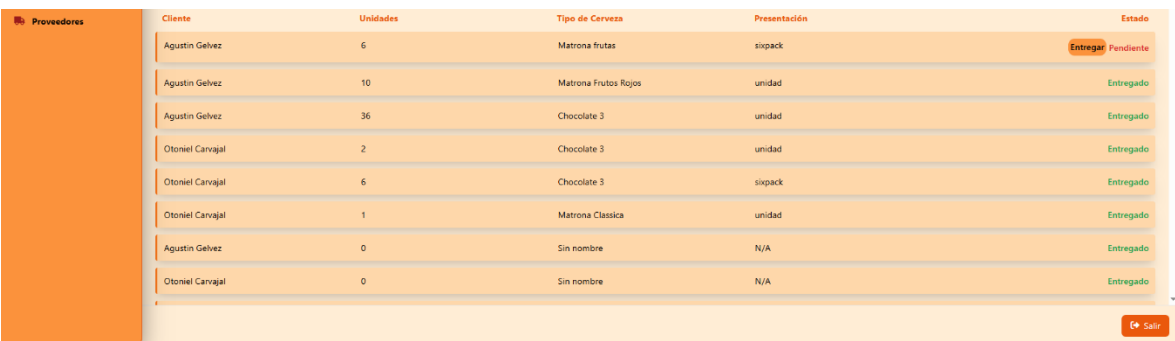 Proveedores
Cliente Unidades Tipo de Cerveza Presentación Estado
Agustin Gelvez 6 Matrona frutas sixpack Entregar Pendiente
Agustin Gelvez 10 Matrona Frutos Rojos unidad Entregado
Agustin Gelvez 36 Chocolate 3 unidad Entregado
Otoniel Carvajal 2 Chocolate 3 unidad Entregado
Otoniel Carvajal 6 Chocolate 3 sixpack Entregado
Otoniel Carvajal 1 Matrona Classica unidad Entregado
Agustin Gelvez 0 Sin nombre N/A Entregado
Otoniel Carvajal 0 Sin nombre N/A Entregado
Salir